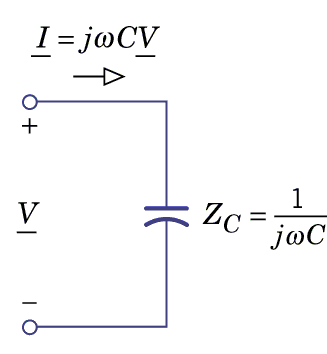 I = jωCV
+
V
Z_C = 1/jωC
−